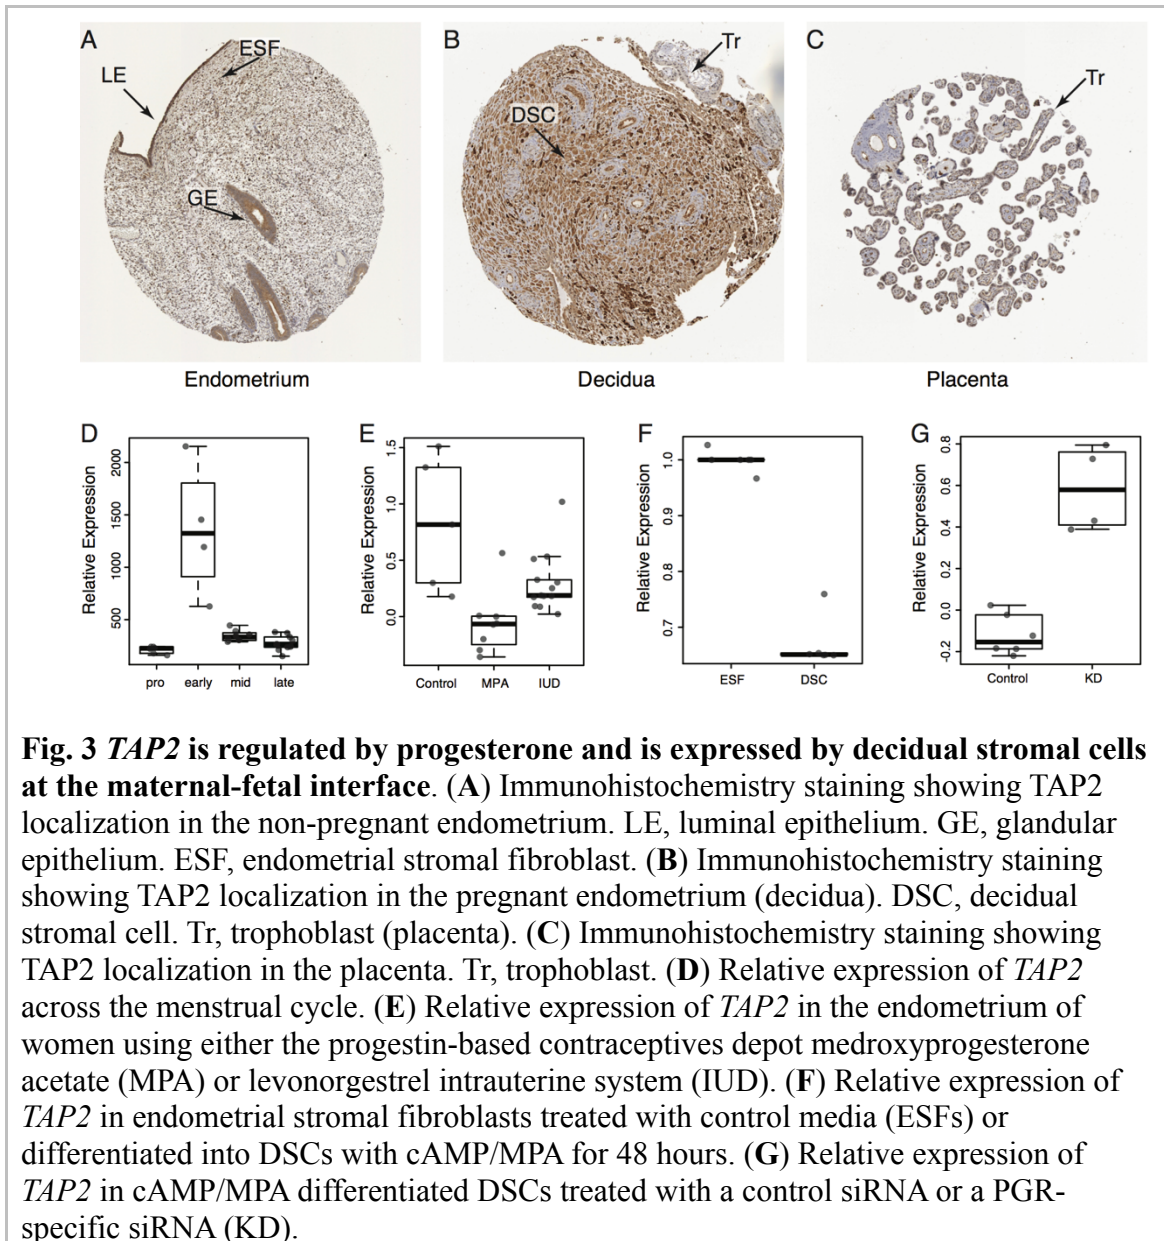 A
ESF
LE
GE
Endometrium
B
Tr
DSC
Decidua
C
Tr
Placenta
D
Relative Expression
2000
1500
1000
500
pro early mid late
E
Relative Expression
1.5
1.0
0.5
0.0
Control MPA IUD
F
Relative Expression
1.0
0.9
0.8
0.7
ESF DSC
G
Relative Expression
0.8
0.6
0.4
0.2
0.0
-0.2
Control KD
Fig. 3 TAP2 is regulated by progesterone and is expressed by decidual stromal cells
at the maternal-fetal interface. (A) Immunohistochemistry staining showing TAP2
localization in the non-pregnant endometrium. LE, luminal epithelium. GE, glandular
epithelium. ESF, endometrial stromal fibroblast. (B) Immunohistochemistry staining
showing TAP2 localization in the pregnant endometrium (decidua). DSC, decidual
stromal cell. Tr, trophoblast (placenta). (C) Immunohistochemistry staining showing
TAP2 localization in the placenta. Tr, trophoblast. (D) Relative expression of TAP2
across the menstrual cycle. (E) Relative expression of TAP2 in the endometrium of
women using either the progestin-based contraceptives depot medroxyprogesterone
acetate (MPA) or levonorgestrel intrauterine system (IUD). (F) Relative expression of
TAP2 in endometrial stromal fibroblasts treated with control media (ESFs) or
differentiated into DSCs with cAMP/MPA for 48 hours. (G) Relative expression of
TAP2 in cAMP/MPA differentiated DSCs treated with a control siRNA or a PGR-
specific siRNA (KD).